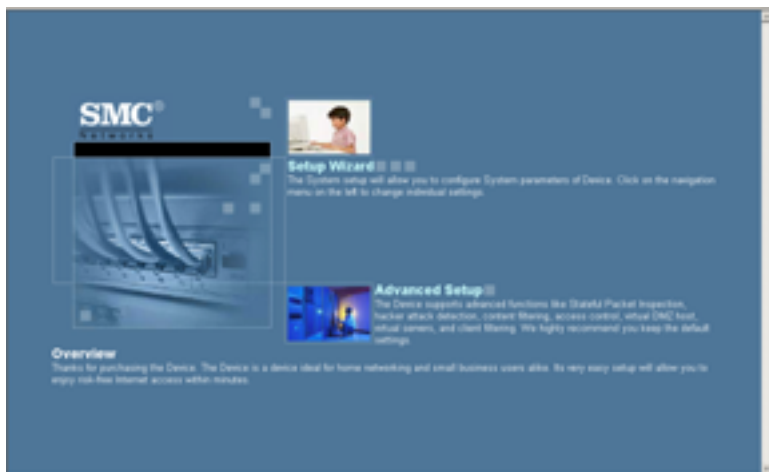 SMC®
Networks
Setup Wizard
The System setup will allow you to configure System parameters of Device. Click on the navigation
menu on the left to change individual settings.
Advanced Setup
The Device supports advanced functions like Stateful Packet Inspection,
hacker attack detection, content filtering, access control, virtual DMZ host,
virtual servers, and client filtering. We highly recommend you keep the default
settings.
Overview
Thanks for purchasing the Device. The Device is a device ideal for home networking and small business users alike. Its very easy setup will allow you to
enjoy risk-free Internet access within minutes.